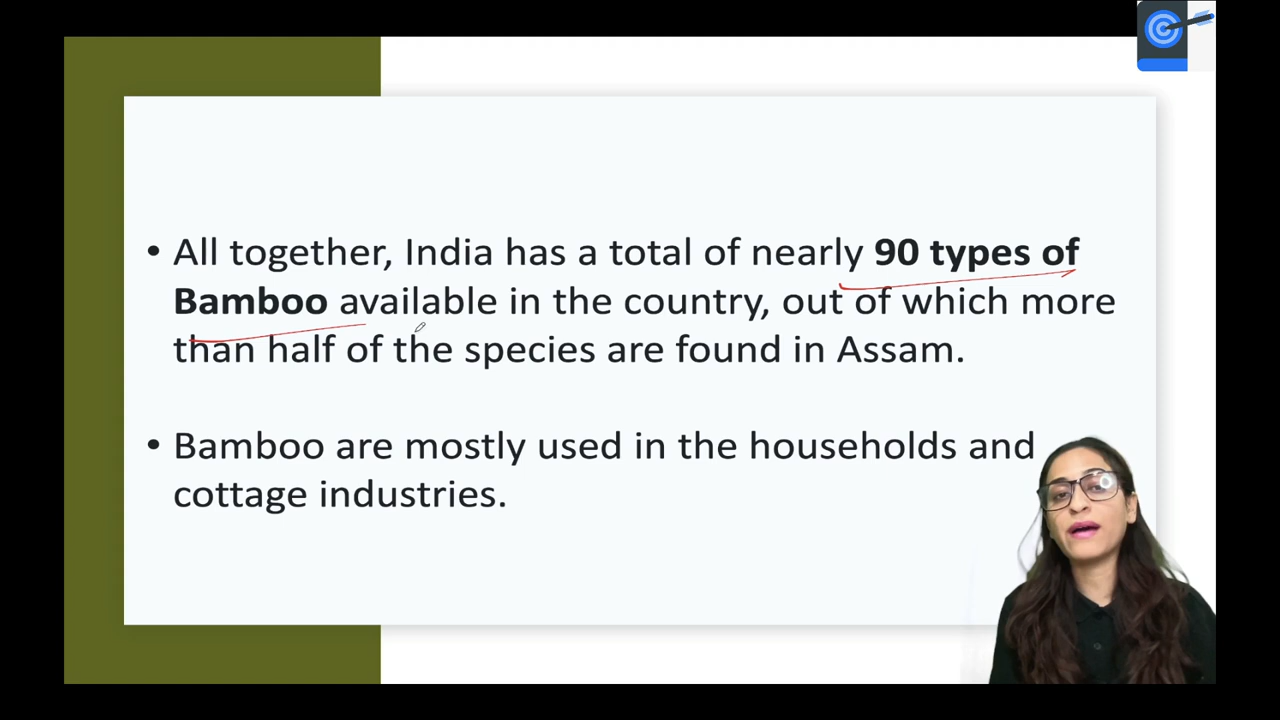 • All together, India has a total of nearly 90 types of
Bamboo available in the country, out of which more
than half of the species are found in Assam.
• Bamboo are mostly used in the households and
cottage industries.